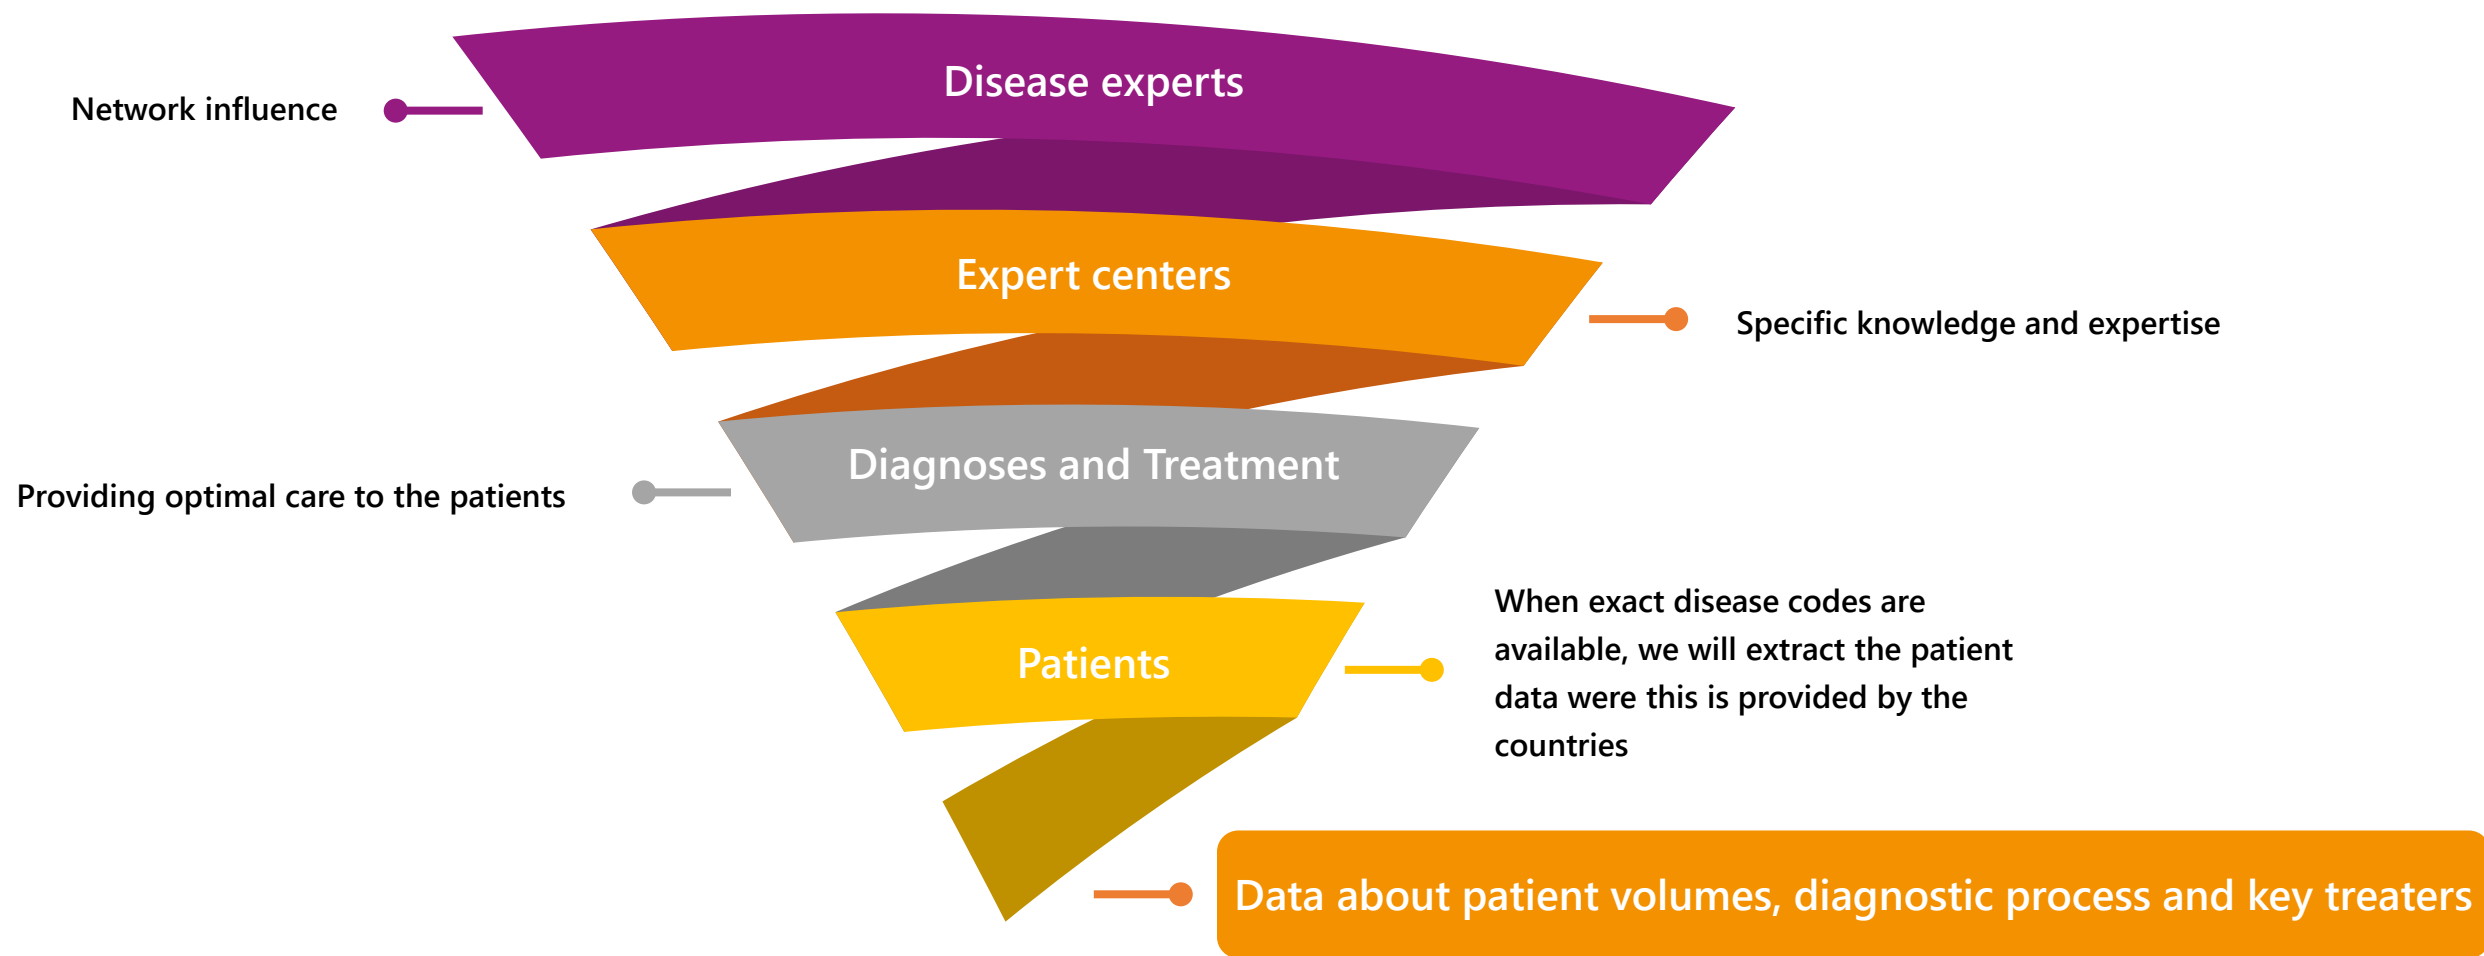 Disease experts
Network influence
Expert centers
Specific knowledge and expertise
Diagnoses and Treatment
Providing optimal care to the patients
Patients
When exact disease codes are
available, we will extract the patient
data were this is provided by the
countries
Data about patient volumes, diagnostic process and key treaters